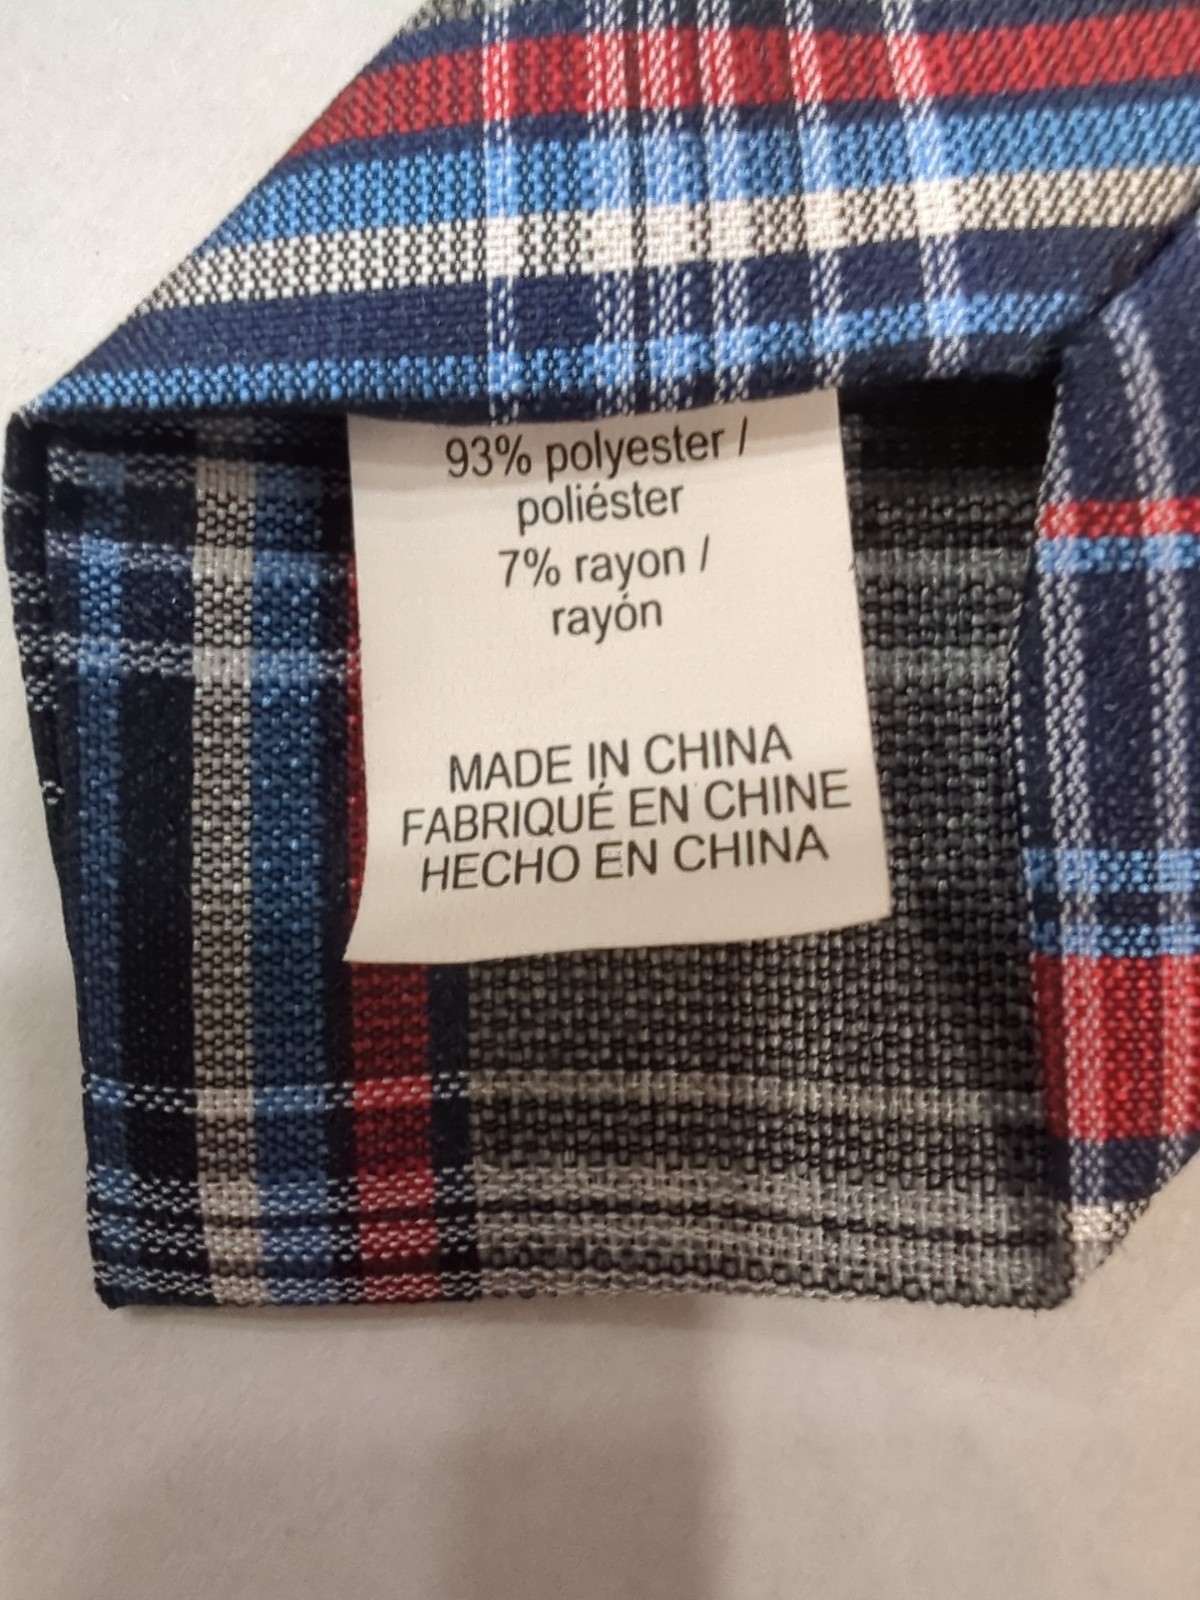 93% polyester /
poliéster
7% rayon /
rayón
MADE IN CHINA
FABRIQUÉ EN CHINE
HECHO EN CHINA